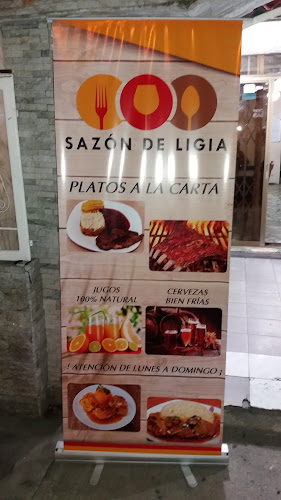 SAZÓN DE LIGIA
PLATOS A LA CARTA
JUGOS
100% NATURAL
CERVEZAS
BIEN FRÍAS
! ATENCIÓN DE LUNES A DOMINGO ¡